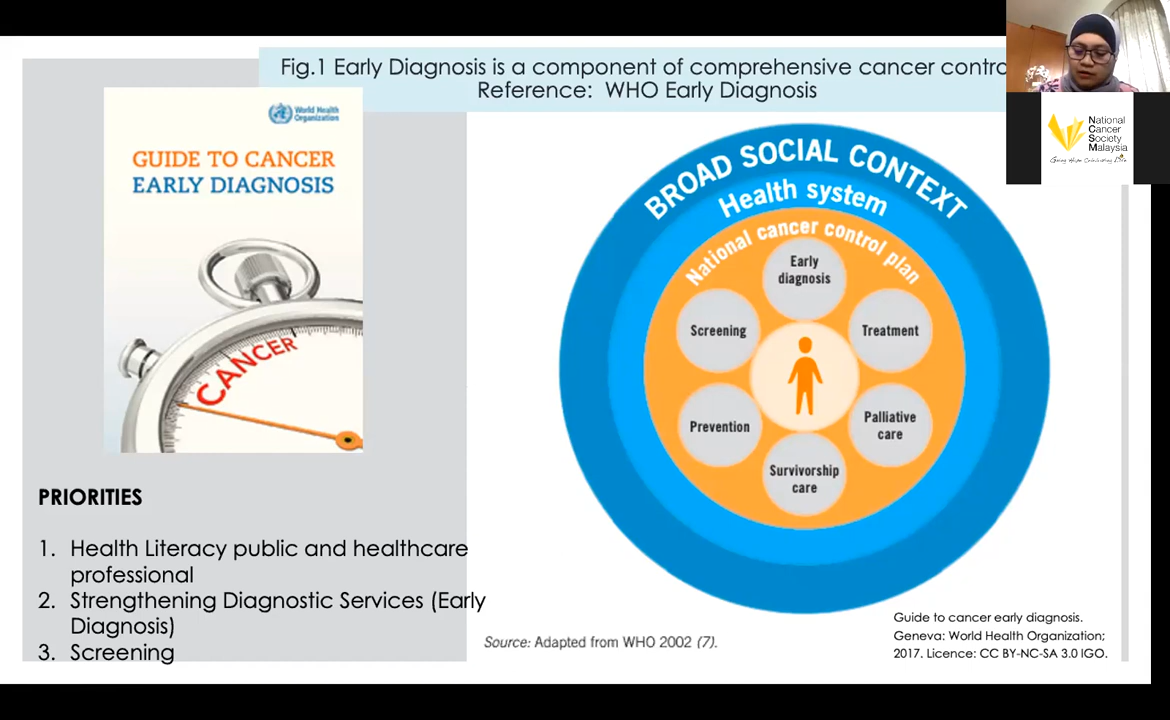 Fig.1 Early Diagnosis is a component of comprehensive cancer contro
Reference: WHO Early Diagnosis
World Health
Organization
GUIDE TO CANCER
EARLY DIAGNOSIS
CANCER
PRIORITIES
1. Health Literacy public and healthcare
professional
2. Strengthening Diagnostic Services (Early
Diagnosis)
3. Screening
BROAD SOCIAL CONTEXT
Health system
National cancer control plan
Early
diagnosis
Screening
Treatment
Prevention
Palliative
care
Survivorship
care
Source: Adapted from WHO 2002 (7).
Guide to cancer early diagnosis.
Geneva: World Health Organization;
2017. Licence: CC BY-NC-SA 3.0 IGO.
National
Cancer
Society
Malaysia
Giving Hope Celebrating Life